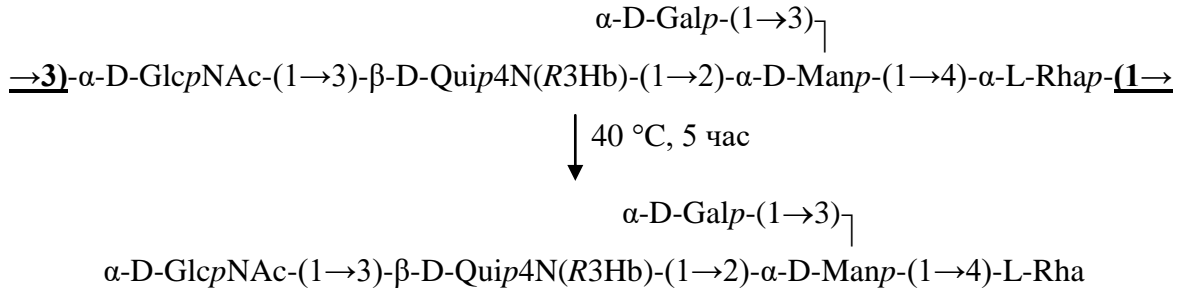 α-D-Galp-(1→3)
→3)-α-D-GlcpNAc-(1→3)-β-D-Quip4N(R3Hb)-(1→2)-α-D-Manp-(1→4)-α-L-Rhap-(1→
40 °C, 5 час
α-D-Galp-(1→3)
α-D-GlcpNAc-(1→3)-β-D-Quip4N(R3Hb)-(1→2)-α-D-Manp-(1→4)-L-Rha